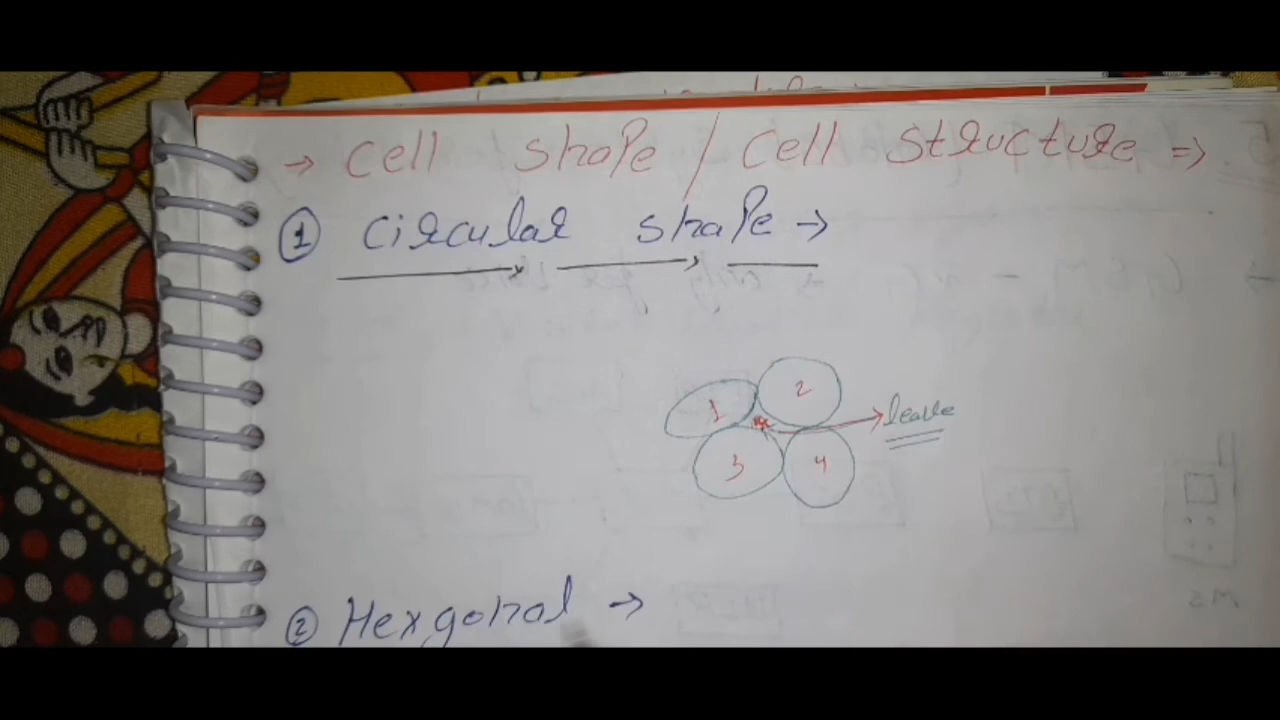 → Cell shape / Cell structure ⇒
① Circular shape →
1 2
→ leave
3 4
② Hexgonal →